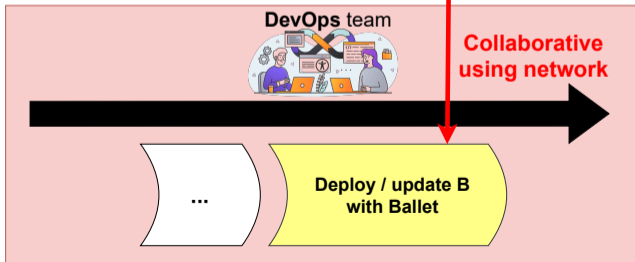 DevOps team
Collaborative
using network
...
Deploy / update B
with Ballet